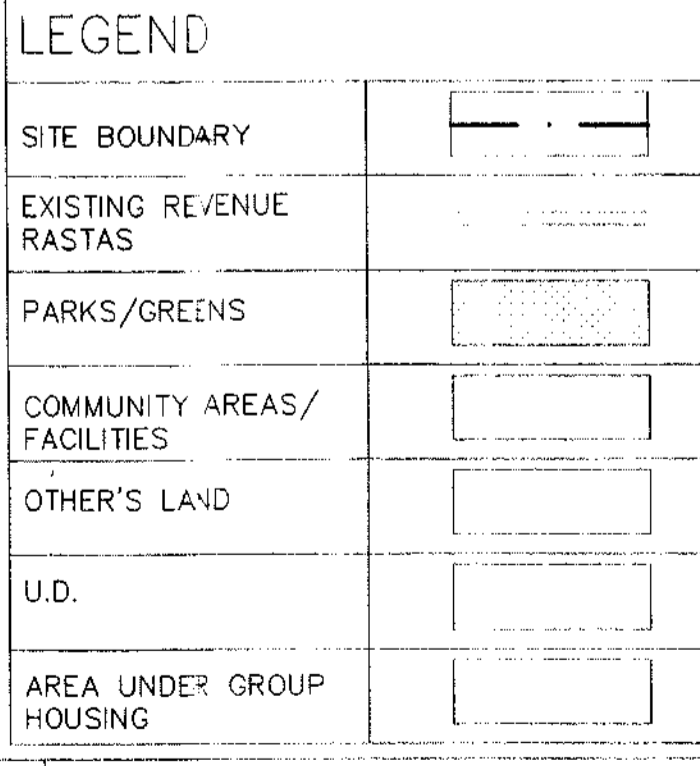 LEGEND
SITE BOUNDARY
EXISTING REVENUE
RASTAS
PARKS/GREENS
COMMUNITY AREAS/
FACILITIES
OTHER'S LAND
U.D.
AREA UNDER GROUP
HOUSING